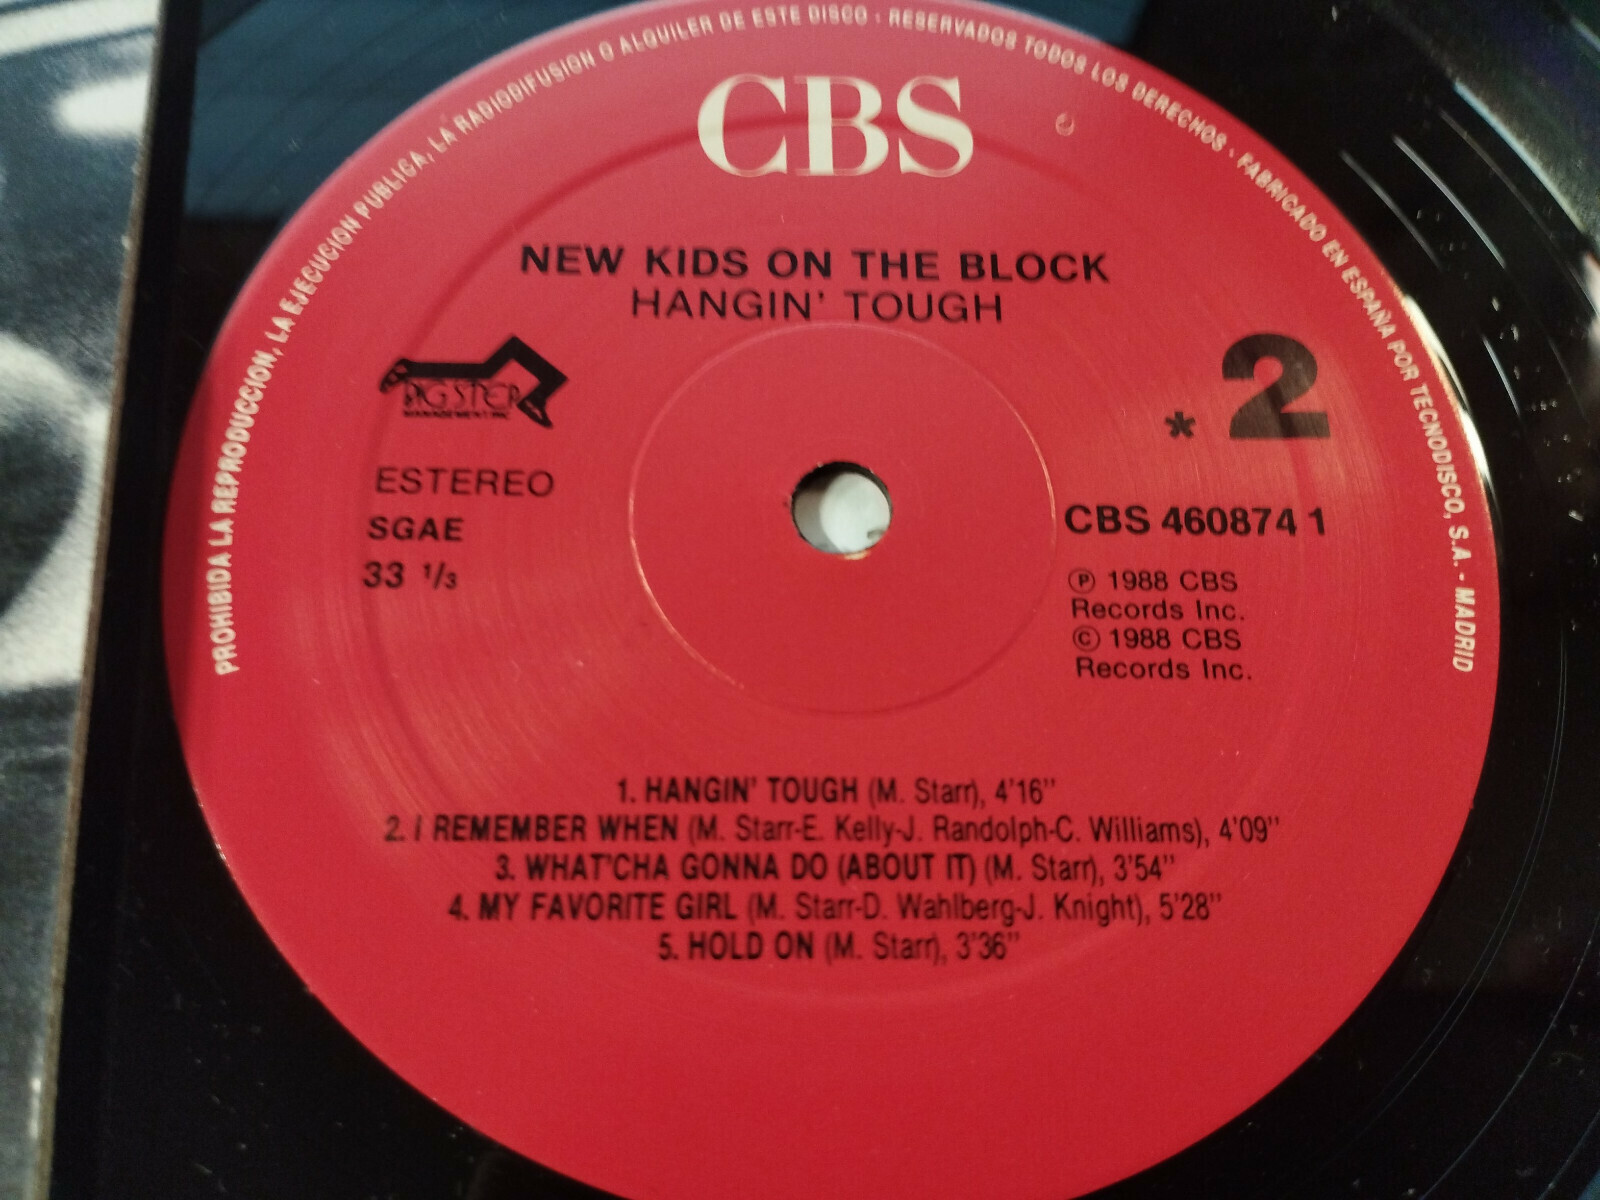 PROHIBIDA LA REPRODUCCION, LA EJECUCION PUBLICA, LA RADIODIFUSION O ALQUILER DE ESTE DISCO - RESERVADOS TODOS LOS DERECHOS - FABRICADO EN ESPAÑA POR TECNODISCO, S.A. - MADRID
CBS
NEW KIDS ON THE BLOCK
HANGIN' TOUGH
BIG STEP
MANAGEMENT INC
* 2
ESTEREO
SGAE
33 1/3
CBS 460874 1
Ⓟ 1988 CBS
Records Inc.
© 1988 CBS
Records Inc.
1. HANGIN' TOUGH (M. Starr), 4'16"
2. I REMEMBER WHEN (M. Starr-E. Kelly-J. Randolph-C. Williams), 4'09"
3. WHAT'CHA GONNA DO (ABOUT IT) (M. Starr), 3'54"
4. MY FAVORITE GIRL (M. Starr-D. Wahlberg-J. Knight), 5'28"
5. HOLD ON (M. Starr), 3'36"